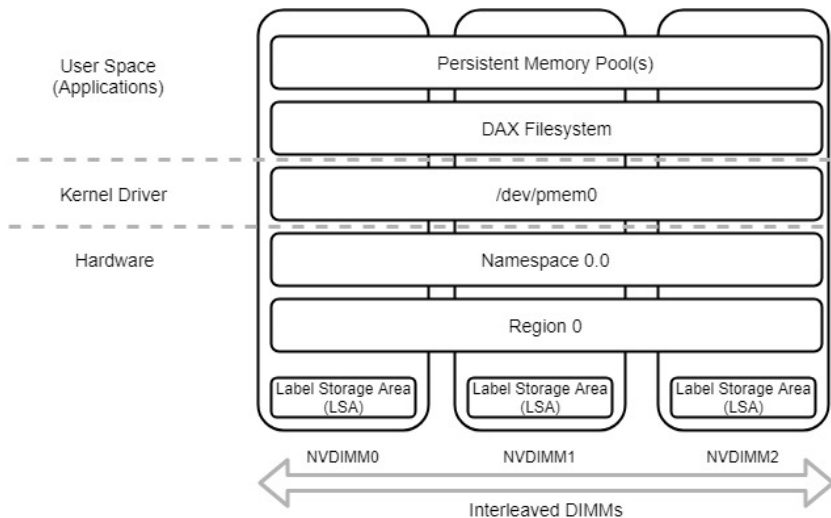 User Space
(Applications)
Persistent Memory Pool(s)
DAX Filesystem
Kernel Driver
/dev/pmem0
Hardware
Namespace 0.0
Region 0
Label Storage Area
(LSA)
Label Storage Area
(LSA)
Label Storage Area
(LSA)
NVDIMM0
NVDIMM1
NVDIMM2
Interleaved DIMMs